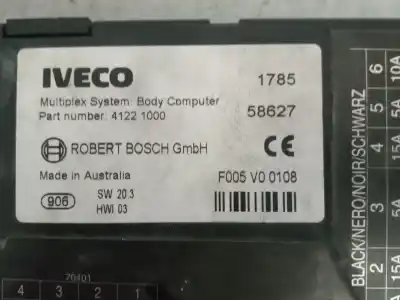 IVECO 1785
Multiplex System: Body Computer
Part number: 4122 1000 58627
BOSCH ROBERT BOSCH GmbH CE
Made in Australia F005 V0 0108
906 SW 20.3
HWI 03
BLACK/NERO/NOIR/SCHWARZ
6 10A
5 5A
4 15A
3 5A
2 15A
76401
4 3 2 1